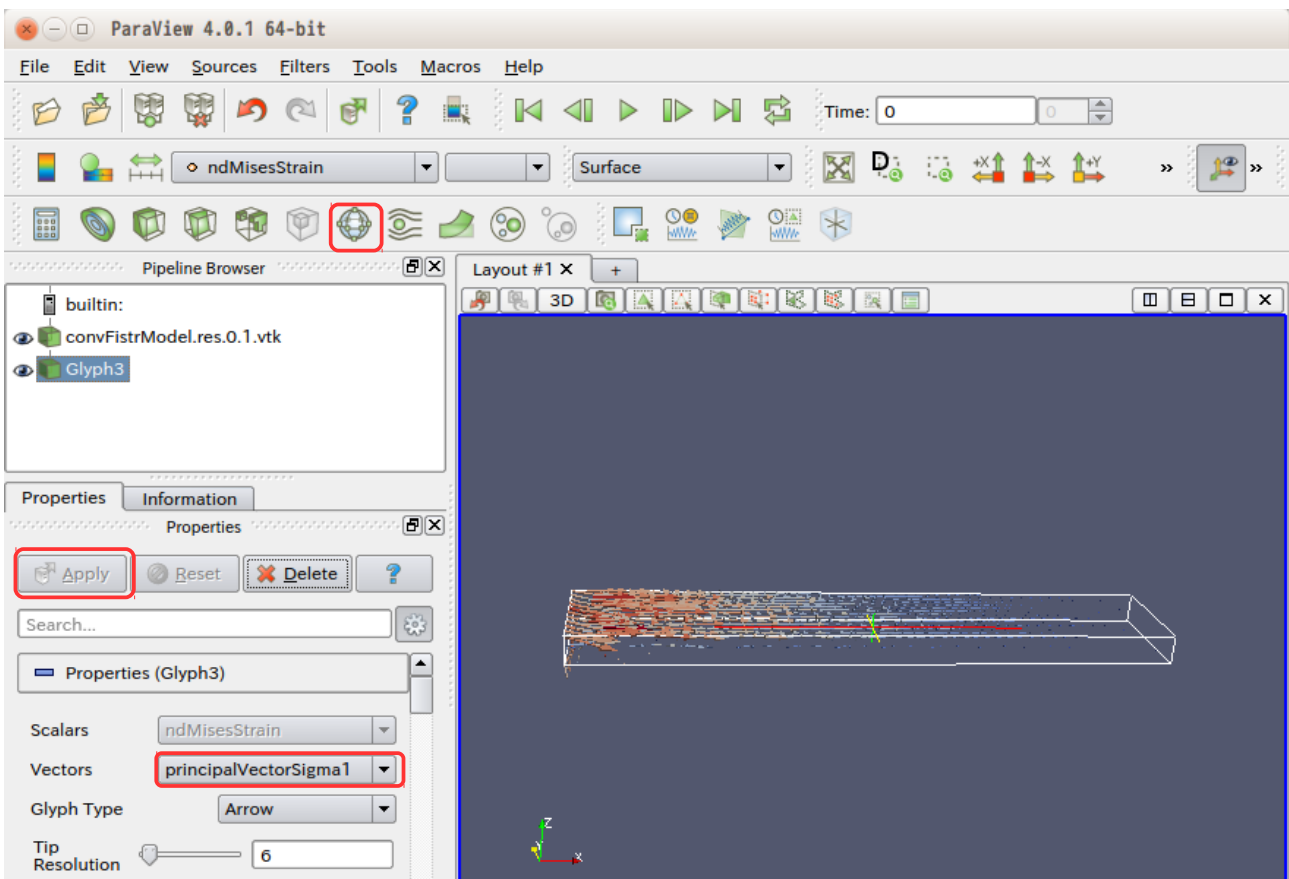 ParaView 4.0.1 64-bit
File Edit View Sources Filters Tools Macros Help
? Time: 0 0
ndMisesStrain Surface D +X -X +Y » »
Pipeline Browser
Layout #1 × +
3D
builtin:
convFistrModel.res.0.1.vtk
Glyph3
Properties Information
Properties
Apply Reset Delete ?
Search...
Properties (Glyph3)
Scalars ndMisesStrain
Vectors principalVectorSigma1
Glyph Type Arrow
Tip
Resolution 6
Z
Y
X